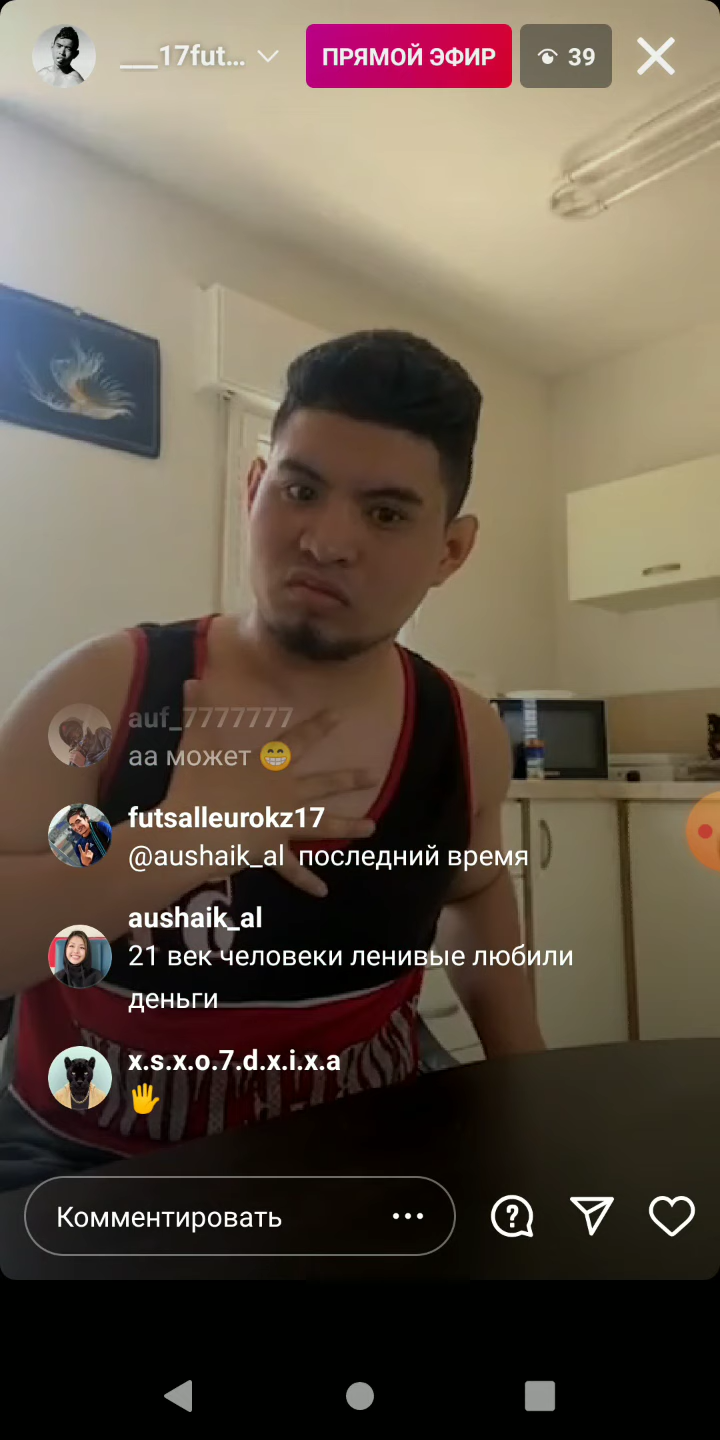 ___17fut... ПРЯМОЙ ЭФИР 39
auf_7777777
аа может 😁
futsalleurokz17
@aushaik_al последний время
aushaik_al
21 век человеки ленивые любили
деньги
x.s.x.o.7.d.x.i.x.a
🖐
Комментировать